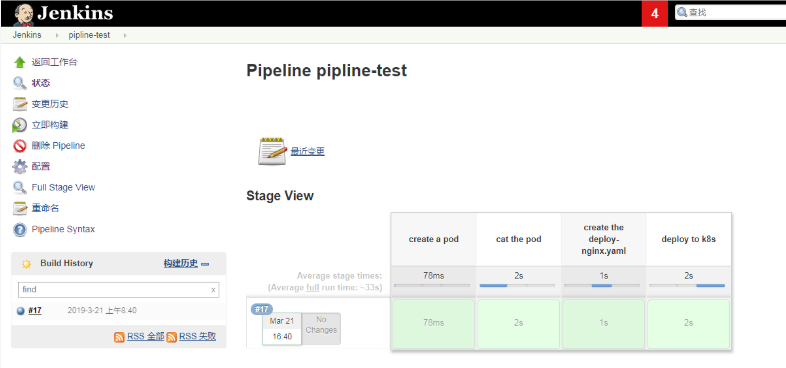 Jenkins
4
查找
Jenkins
pipline-test
返回工作台
状态
变更历史
立即构建
删除 Pipeline
配置
Full Stage View
重命名
Pipeline Syntax
Build History
构建历史
find
x
#17
2019-3-21 上午8:40
RSS 全部
RSS 失败
Pipeline pipline-test
最近变更
Stage View
create a pod
cat the pod
create the
deploy-
nginx.yaml
deploy to k8s
Average stage times:
(Average full run time: ~33s)
78ms
2s
1s
2s
#17
Mar 21
16:40
No
Changes
78ms
2s
1s
2s